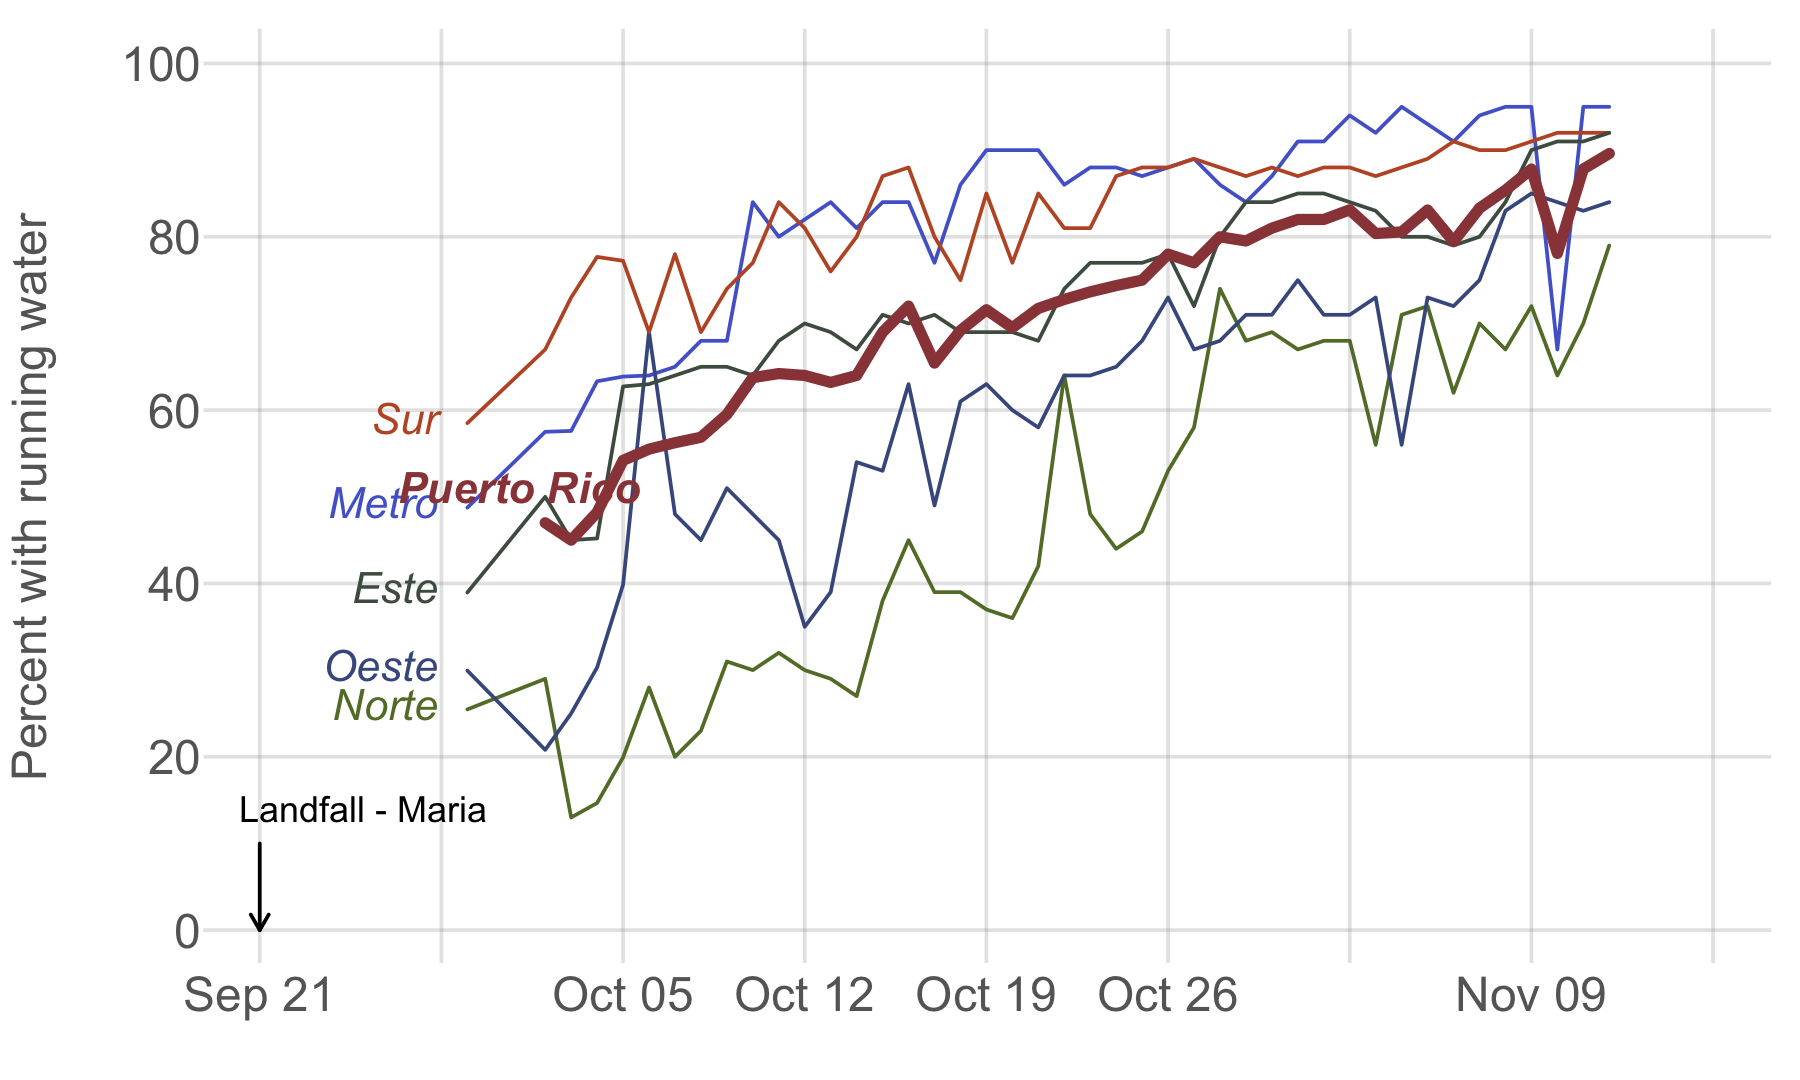 Percent with running water
100
80
60
40
20
0
Sur
Puerto Rico
Metro
Este
Oeste
Norte
Landfall - Maria
Sep 21
Oct 05
Oct 12
Oct 19
Oct 26
Nov 09